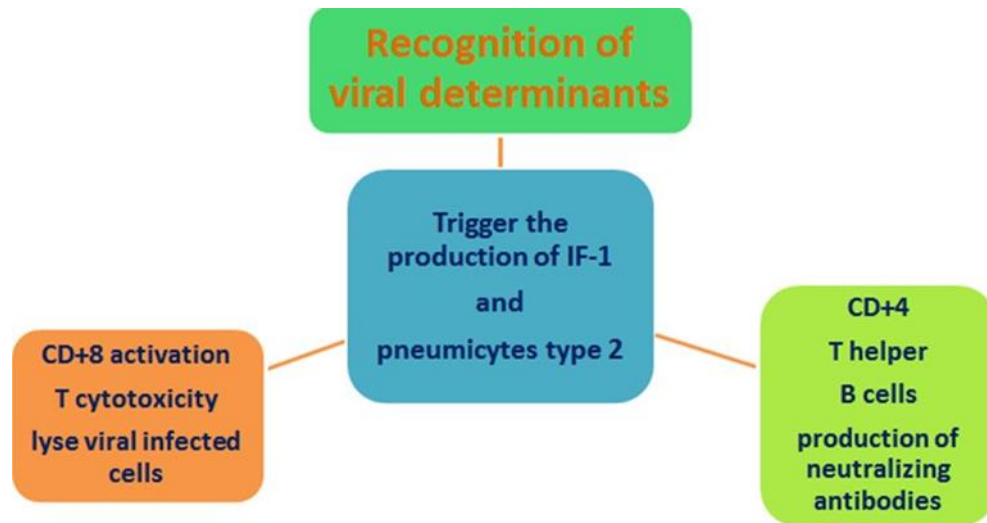 Recognition of
viral determinants
Trigger the
production of IF-1
and
pneumicytes type 2
CD+8 activation
T cytotoxicity
lyse viral infected
cells
CD+4
T helper
B cells
production of
neutralizing
antibodies